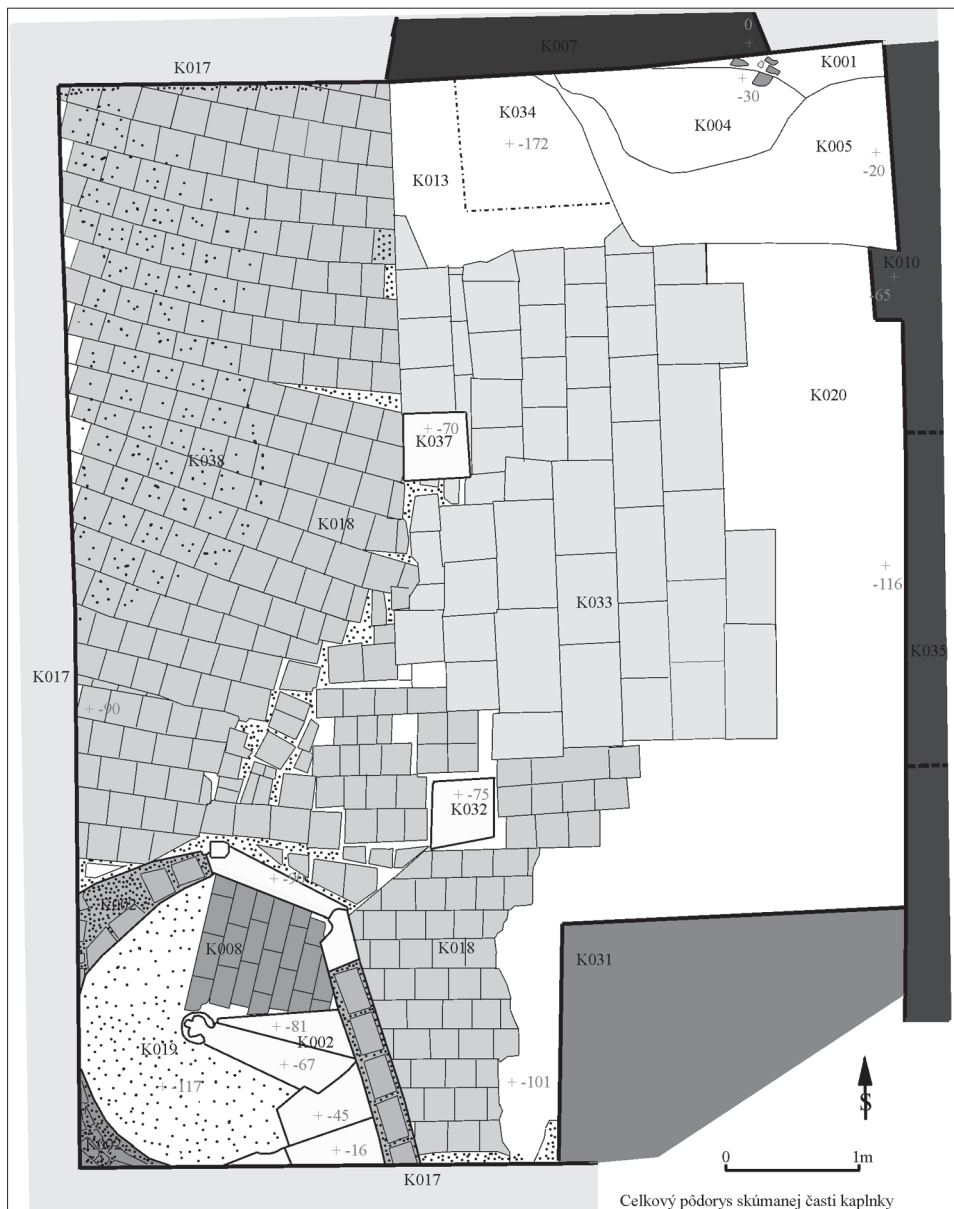 0
+
K007
K017
K001
+
-30
K034
K004
+ -172
K005
+
-20
K013
K010
+
-65
K020
+ -70
K037
K038
K018
+
-116
K033
K035
K017
+ -90
+ -75
K032
K008
K018
K031
+ -81
K002
K019
+ -67
+ -117
+ -101
+ -45
+ -16
S
K017
0 1m
Celkový pôdorys skúmanej časti kaplnky